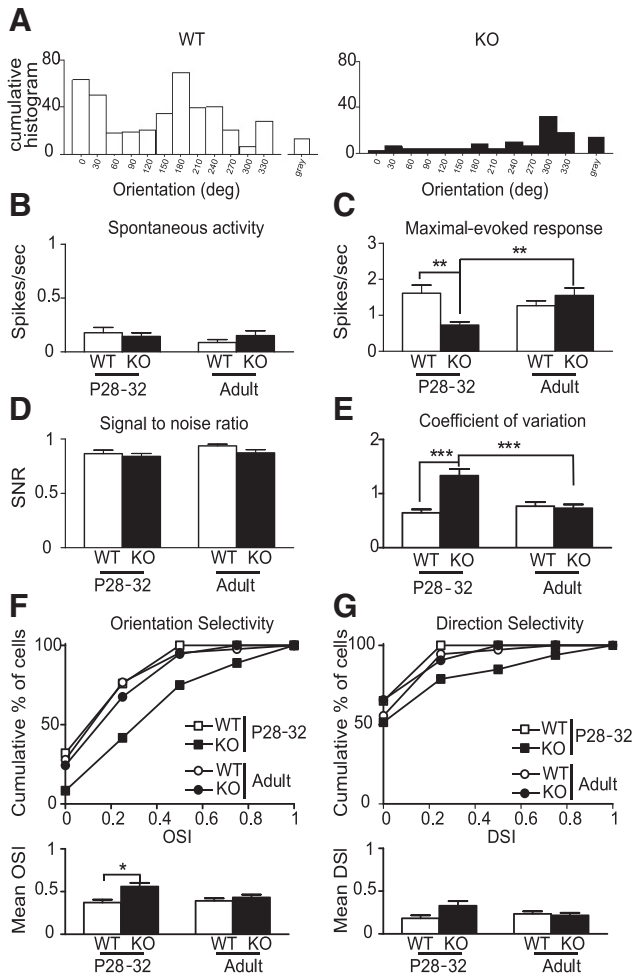 A
WT
KO
cumulative
histogram
80
40
0
0 30 60 90 120 150 180 210 240 270 300 330 gray
Orientation (deg)
80
40
0
0 30 60 90 120 150 180 210 240 270 300 330 gray
Orientation (deg)
B
Spontaneous activity
Spikes/sec
1
0.5
0
WT KO WT KO
P28-32 Adult
C
Maximal-evoked response
Spikes/sec
3
2
1
0
** **
WT KO WT KO
P28-32 Adult
D
Signal to noise ratio
SNR
1
0.5
0
WT KO WT KO
P28-32 Adult
E
Coefficient of variation
2
1
0
*** ***
WT KO WT KO
P28-32 Adult
F
Orientation Selectivity
Cumulative % of cells
100
50
0
WT
KO
P28-32
WT
KO
Adult
0 0.2 0.4 0.6 0.8 1
OSI
Mean OSI
1
0.5
0
*
WT KO WT KO
P28-32 Adult
G
Direction Selectivity
Cumulative % of cells
100
50
0
WT
KO
P28-32
WT
KO
Adult
0 0.2 0.4 0.6 0.8 1
DSI
Mean DSI
1
0.5
0
WT KO WT KO
P28-32 Adult